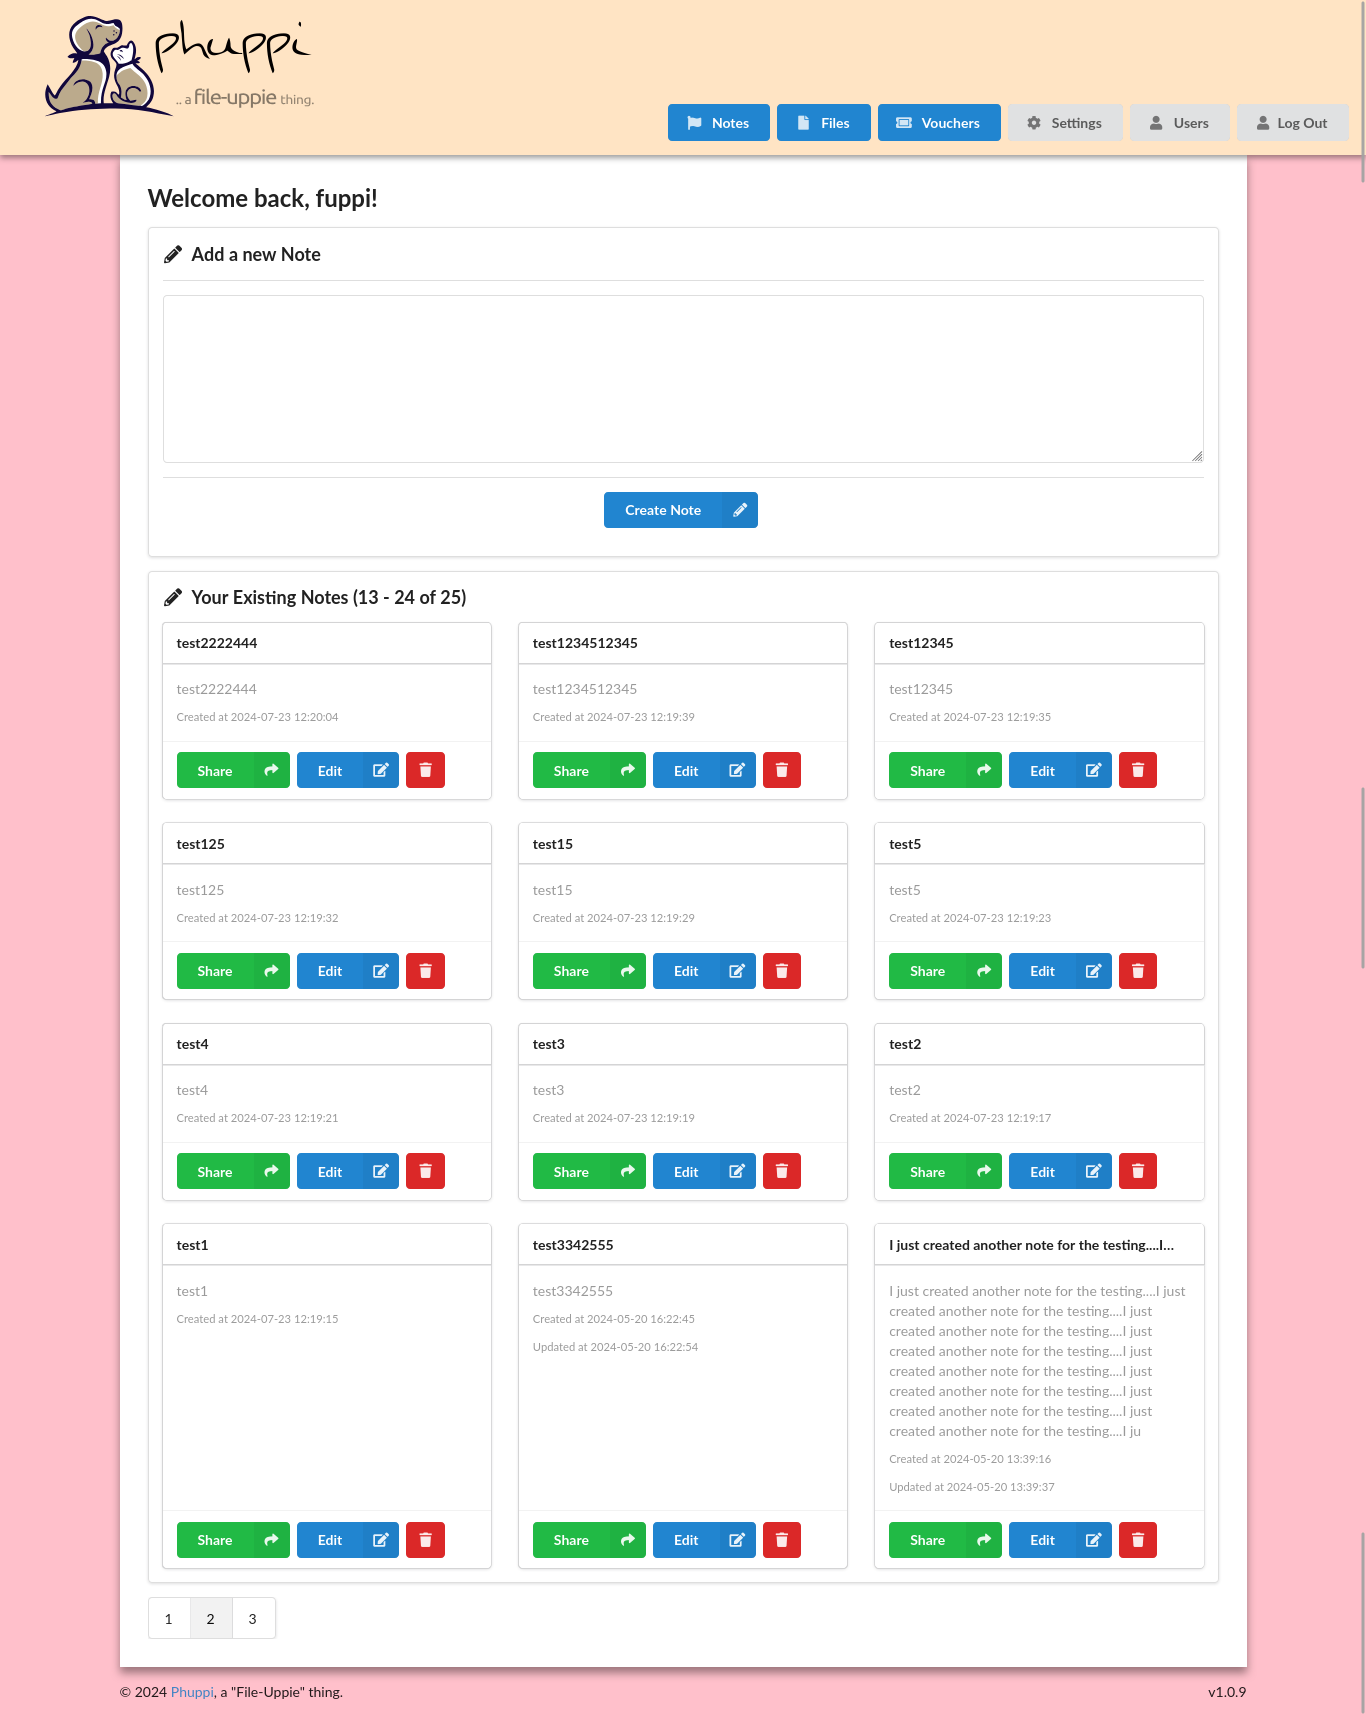 phuppi
.. a file-uppie thing.
Notes Files Vouchers Settings Users Log Out
Welcome back, fuppi!
Add a new Note
Create Note
Your Existing Notes (13 - 24 of 25)
test2222444
test2222444
Created at 2024-07-23 12:20:04
Share Edit
test1234512345
test1234512345
Created at 2024-07-23 12:19:39
Share Edit
test12345
test12345
Created at 2024-07-23 12:19:35
Share Edit
test125
test125
Created at 2024-07-23 12:19:32
Share Edit
test15
test15
Created at 2024-07-23 12:19:29
Share Edit
test5
test5
Created at 2024-07-23 12:19:23
Share Edit
test4
test4
Created at 2024-07-23 12:19:21
Share Edit
test3
test3
Created at 2024-07-23 12:19:19
Share Edit
test2
test2
Created at 2024-07-23 12:19:17
Share Edit
test1
test1
Created at 2024-07-23 12:19:15
Share Edit
test3342555
test3342555
Created at 2024-05-20 16:22:45
Updated at 2024-05-20 16:22:54
Share Edit
I just created another note for the testing....I...
I just created another note for the testing....I just
created another note for the testing....I just
created another note for the testing....I just
created another note for the testing....I just
created another note for the testing....I just
created another note for the testing....I just
created another note for the testing....I just
created another note for the testing....I ju
Created at 2024-05-20 13:39:16
Updated at 2024-05-20 13:39:37
Share Edit
1 2 3
© 2024 Phuppi, a "File-Uppie" thing.
v1.0.9